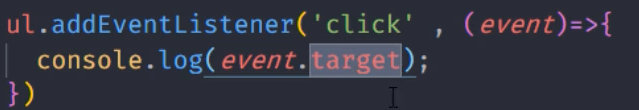 ul.addEventListener('click' , (event)=>{
  console.log(event.target);
})